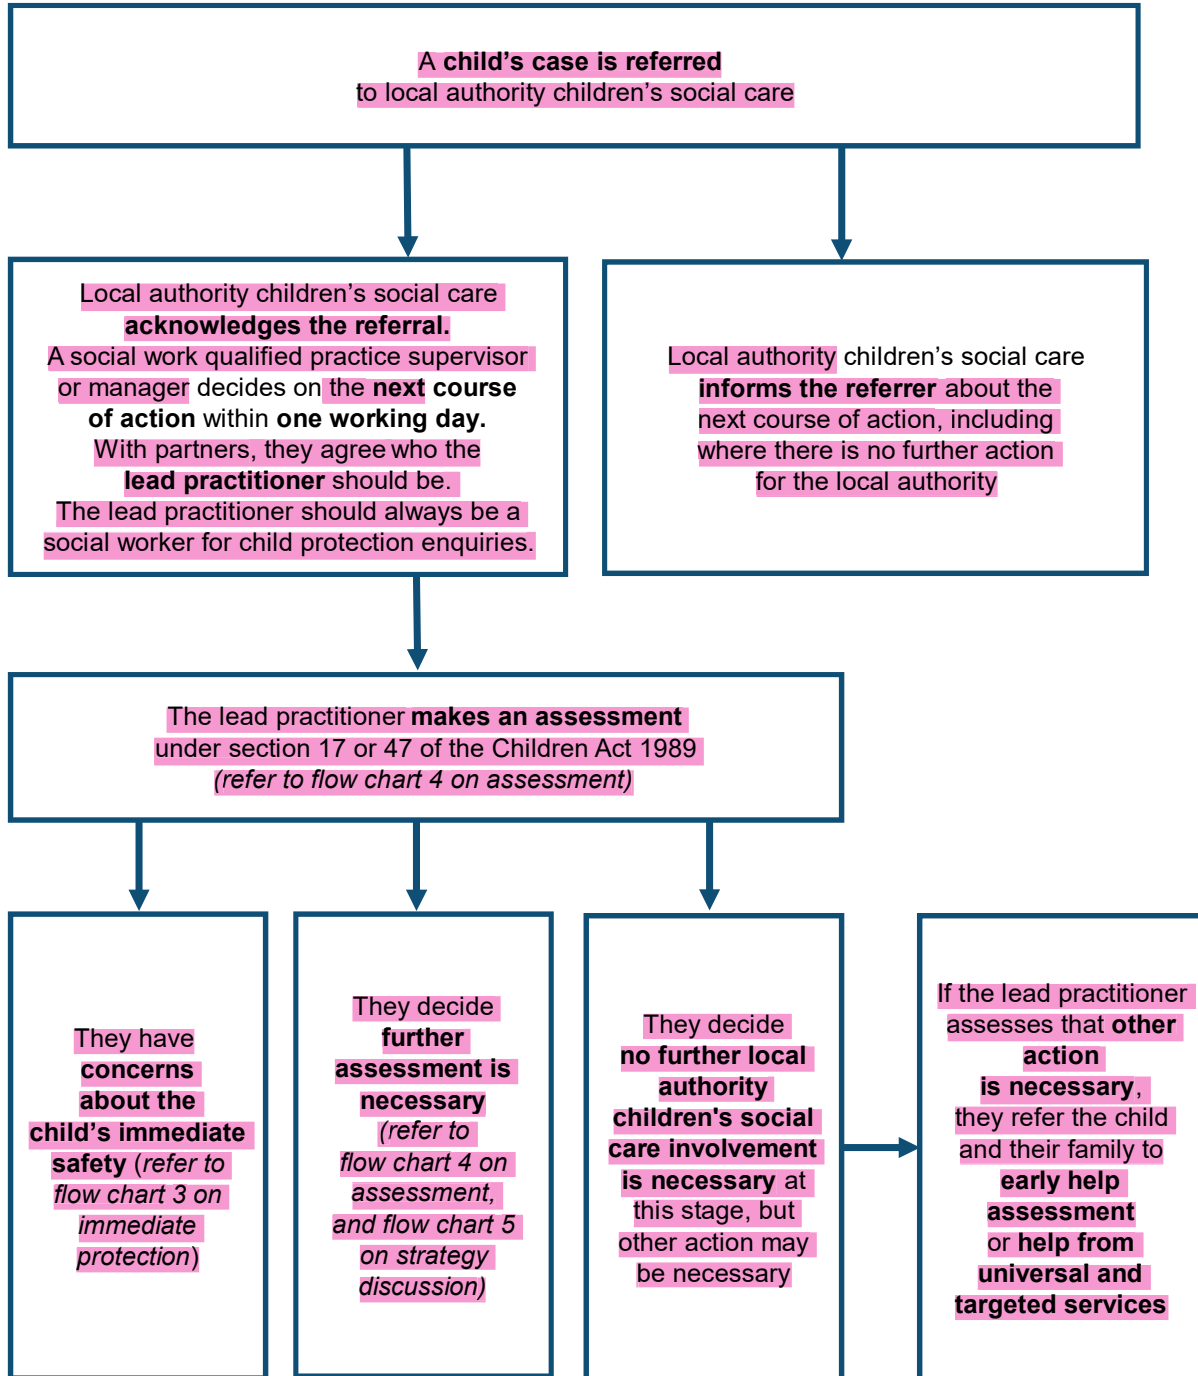 A child's case is referred
to local authority children's social care
Local authority children's social care
acknowledges the referral.
A social work qualified practice supervisor
or manager decides on the next course
of action within one working day.
With partners, they agree who the
lead practitioner should be.
The lead practitioner should always be a
social worker for child protection enquiries.
Local authority children's social care
informs the referrer about the
next course of action, including
where there is no further action
for the local authority
The lead practitioner makes an assessment
under section 17 or 47 of the Children Act 1989
(refer to flow chart 4 on assessment)
They have
concerns
about the
child's immediate
safety (refer to
flow chart 3 on
immediate
protection)
They decide
further
assessment is
necessary
(refer to
flow chart 4 on
assessment,
and flow chart 5
on strategy
discussion)
They decide
no further local
authority
children's social
care involvement
is necessary at
this stage, but
other action may
be necessary
If the lead practitioner
assesses that other
action
is necessary,
they refer the child
and their family to
early help
assessment
or help from
universal and
targeted services